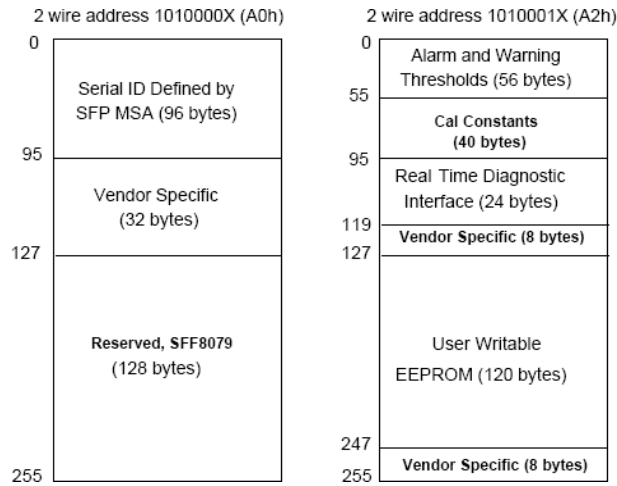 2 wire address 1010000X (A0h)
0
Serial ID Defined by
SFP MSA (96 bytes)
95
Vendor Specific
(32 bytes)
127
Reserved, SFF8079
(128 bytes)
255
2 wire address 1010001X (A2h)
0
Alarm and Warning
Thresholds (56 bytes)
55
Cal Constants
(40 bytes)
95
Real Time Diagnostic
Interface (24 bytes)
119
Vendor Specific (8 bytes)
127
User Writable
EEPROM (120 bytes)
247
Vendor Specific (8 bytes)
255